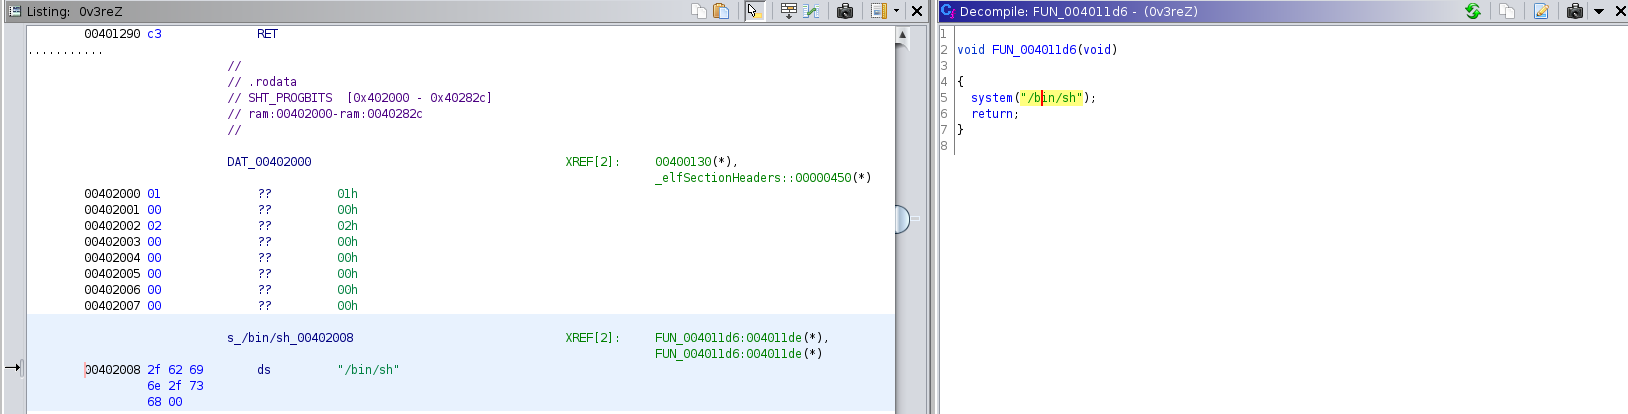 Listing: 0v3reZ
00401290 c3 RET
...........
//
// .rodata
// SHT_PROGBITS [0x402000 - 0x40282c]
// ram:00402000-ram:0040282c
//
DAT_00402000 XREF[2]: 00400130(*),
_elfSectionHeaders::00000450(*)
00402000 01 ?? 01h
00402001 00 ?? 00h
00402002 02 ?? 02h
00402003 00 ?? 00h
00402004 00 ?? 00h
00402005 00 ?? 00h
00402006 00 ?? 00h
00402007 00 ?? 00h
s_/bin/sh_00402008 XREF[2]: FUN_004011d6:004011de(*),
FUN_004011d6:004011de(*)
00402008 2f 62 69 ds "/bin/sh"
6e 2f 73
68 00
Decompile: FUN_004011d6 - (0v3reZ)
1
2 void FUN_004011d6(void)
3
4 {
5 system("/bin/sh");
6 return;
7 }
8